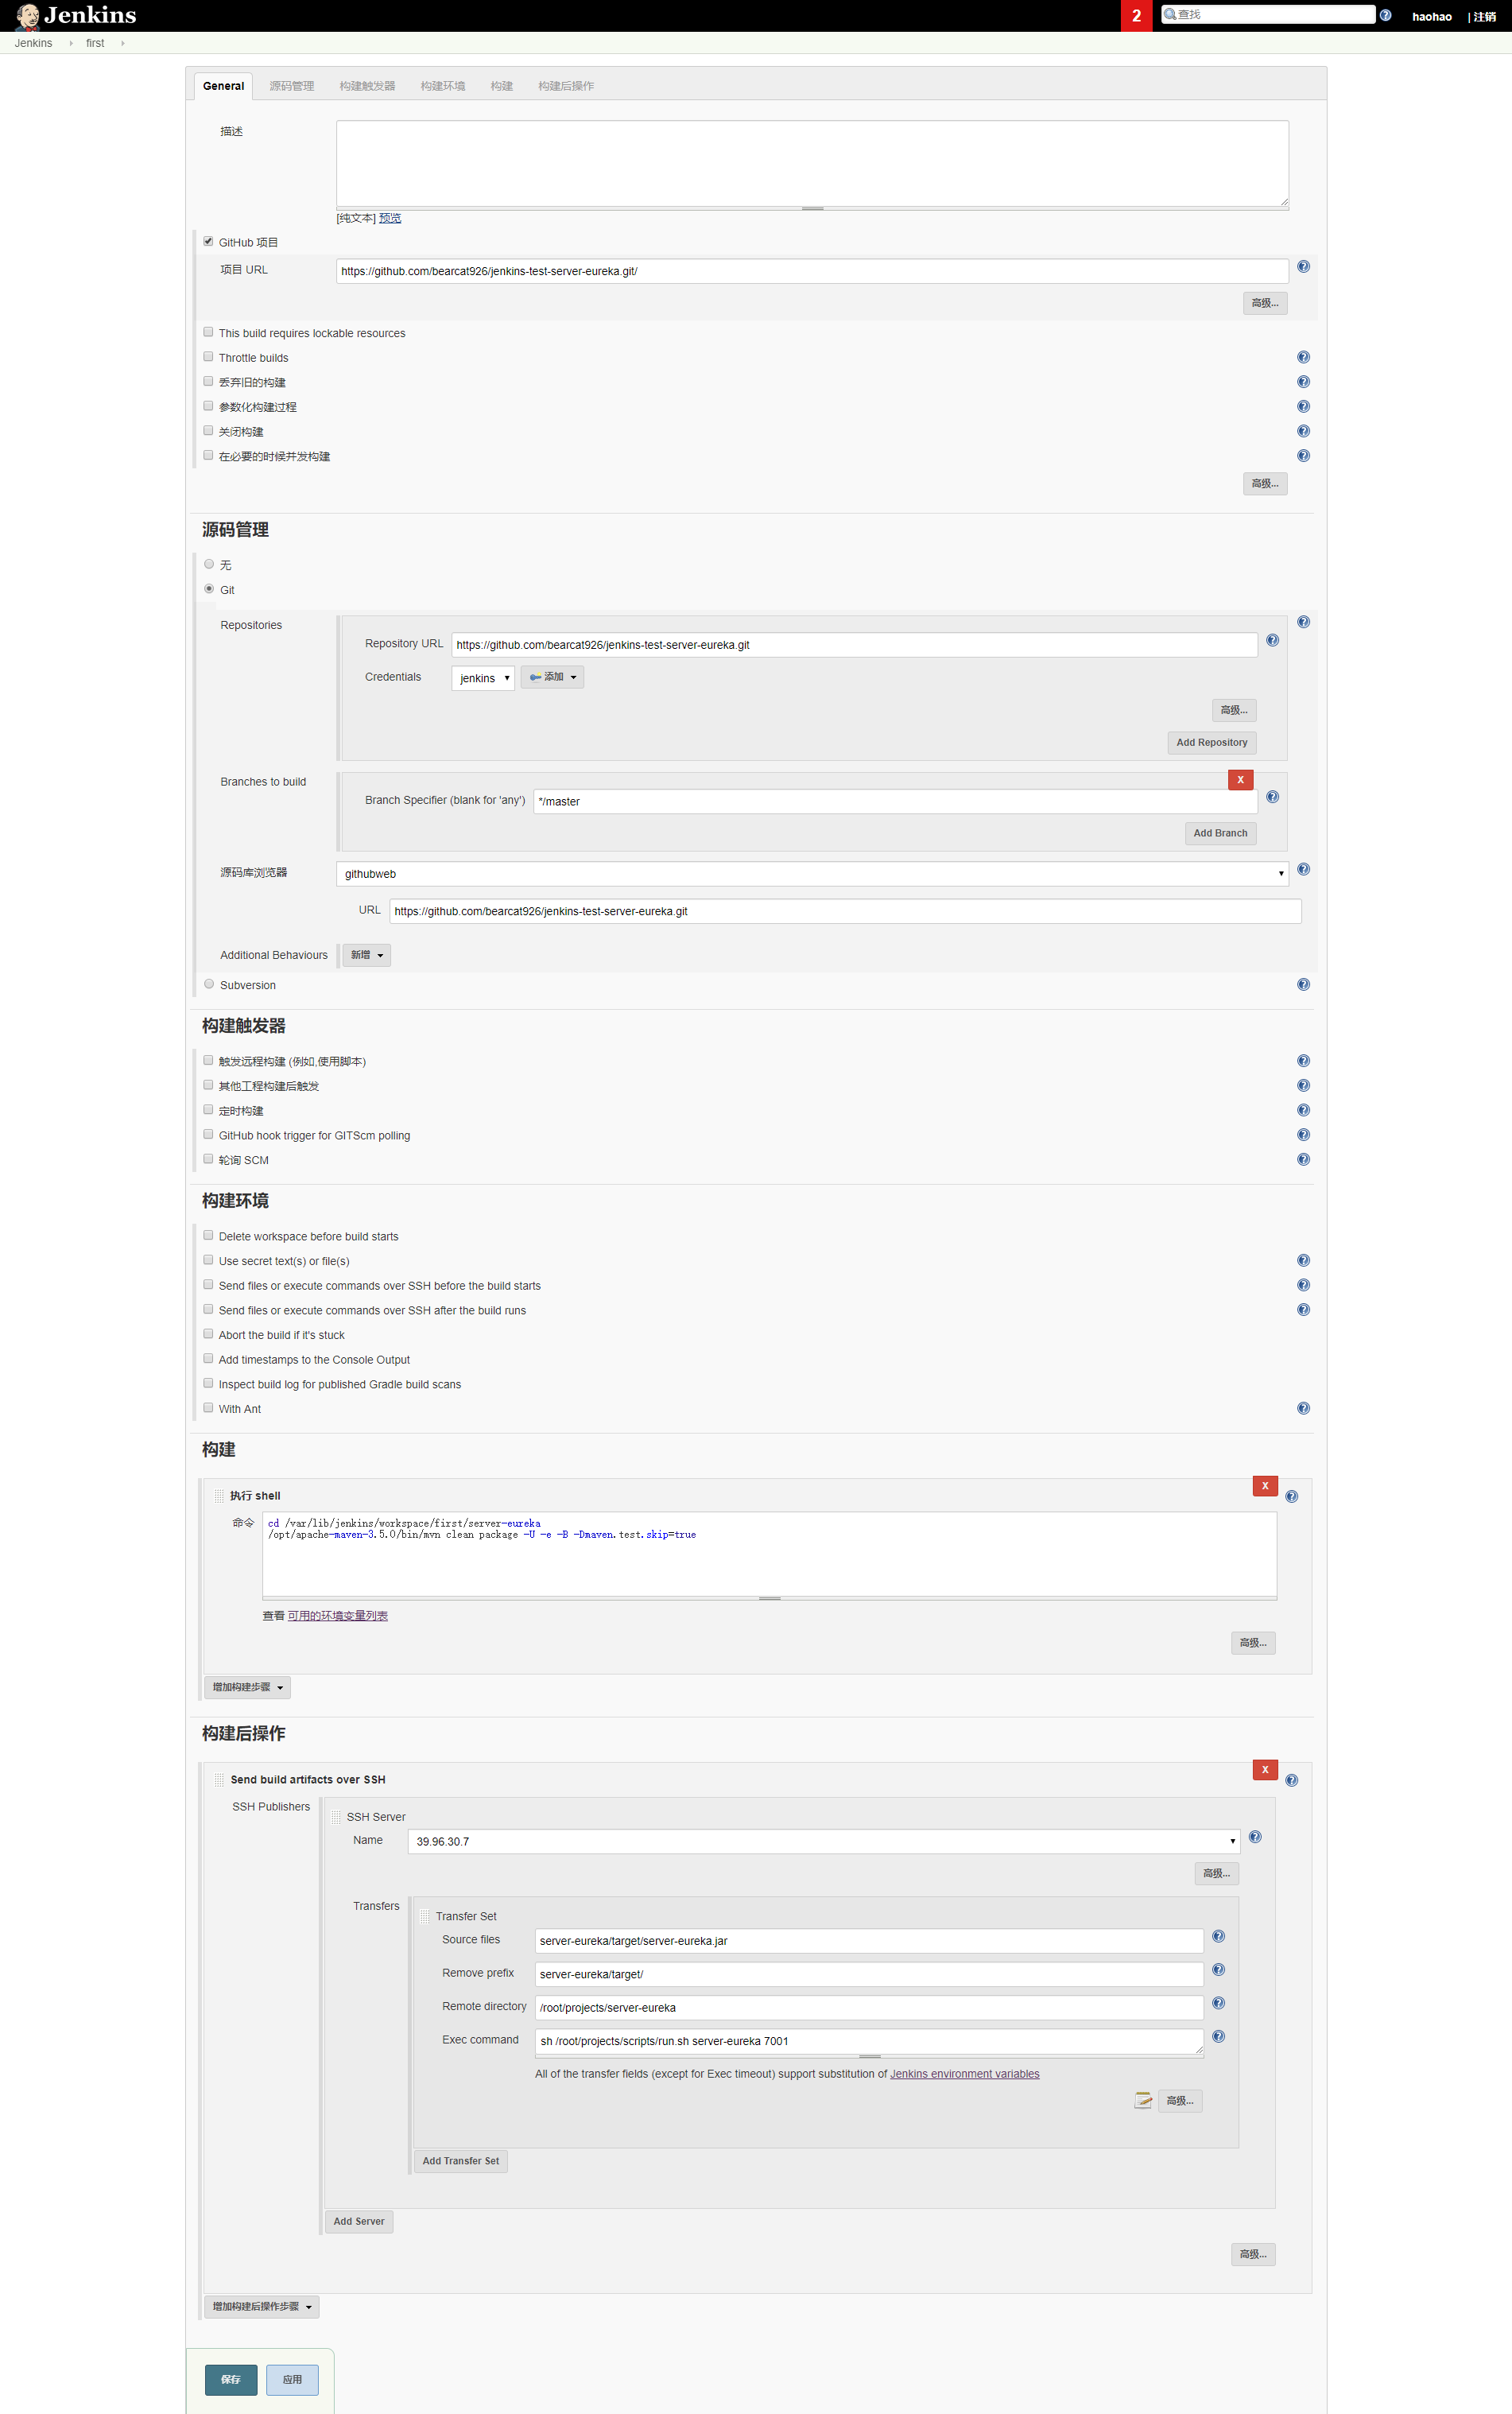 Jenkins
2
查找
haohao
| 注销
Jenkins
first
General 源码管理 构建触发器 构建环境 构建 构建后操作
描述
[纯文本] 预览
GitHub 项目
项目 URL
https://github.com/bearcat926/jenkins-test-server-eureka.git/
高级...
This build requires lockable resources
Throttle builds
丢弃旧的构建
参数化构建过程
关闭构建
在必要的时候并发构建
高级...
源码管理
无
Git
Repositories
Repository URL https://github.com/bearcat926/jenkins-test-server-eureka.git
Credentials jenkins 添加
高级...
Add Repository
Branches to build
X
Branch Specifier (blank for 'any') */master
Add Branch
源码库浏览器 githubweb
URL https://github.com/bearcat926/jenkins-test-server-eureka.git
Additional Behaviours 新增
Subversion
构建触发器
触发远程构建 (例如,使用脚本)
其他工程构建后触发
定时构建
GitHub hook trigger for GITScm polling
轮询 SCM
构建环境
Delete workspace before build starts
Use secret text(s) or file(s)
Send files or execute commands over SSH before the build starts
Send files or execute commands over SSH after the build runs
Abort the build if it's stuck
Add timestamps to the Console Output
Inspect build log for published Gradle build scans
With Ant
构建
X
执行 shell
命令
cd /var/lib/jenkins/workspace/first/server-eureka
/opt/apache-maven-3.5.0/bin/mvn clean package -U -e -B -Dmaven.test.skip=true
查看 可用的环境变量列表
高级...
增加构建步骤
构建后操作
X
Send build artifacts over SSH
SSH Publishers
SSH Server
Name 39.96.30.7
高级...
Transfers
Transfer Set
Source files server-eureka/target/server-eureka.jar
Remove prefix server-eureka/target/
Remote directory /root/projects/server-eureka
Exec command sh /root/projects/scripts/run.sh server-eureka 7001
All of the transfer fields (except for Exec timeout) support substitution of Jenkins environment variables
高级...
Add Transfer Set
Add Server
高级...
增加构建后操作步骤
保存 应用